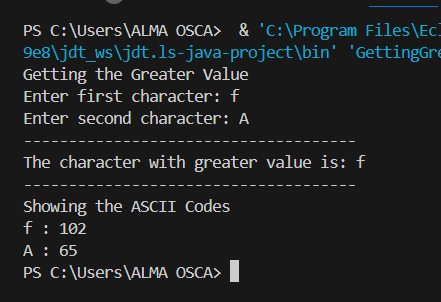 PS C:\Users\ALMA OSCA>  & 'C:\Program Files\Ecl
9e8\jdt_ws\jdt.ls-java-project\bin' 'GettingGre
Getting the Greater Value
Enter first character: f
Enter second character: A
------------------------------------
The character with greater value is: f
------------------------------------
Showing the ASCII Codes
f : 102
A : 65
PS C:\Users\ALMA OSCA>